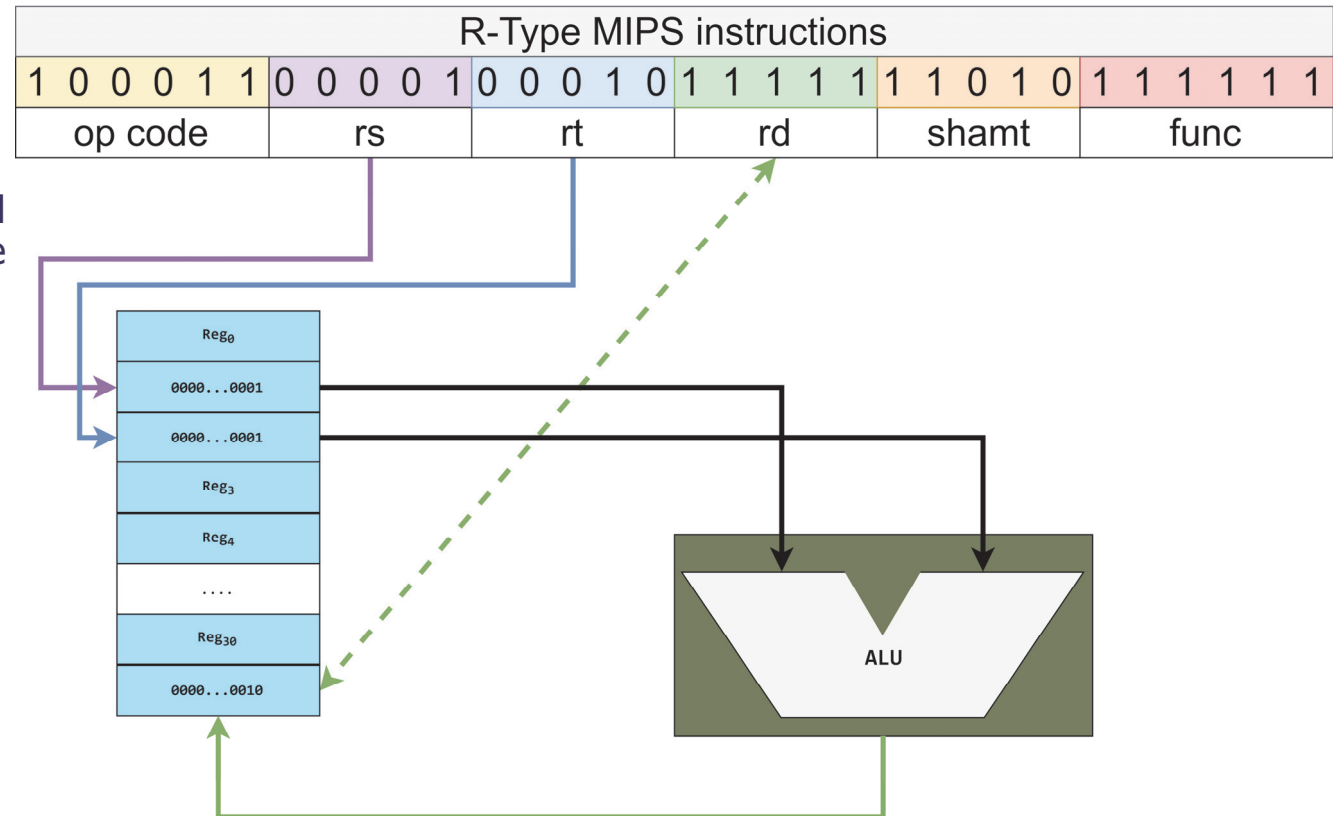 R-Type MIPS instructions
1 0 0 0 1 1 0 0 0 0 1 0 0 0 1 0 1 1 1 1 1 1 1 0 1 0 1 1 1 1 1 1
op code rs rt rd shamt func
e
Reg₀
0000...0001
0000...0001
Reg₃
Reg₄
....
Reg₃₀
ALU
0000...0010